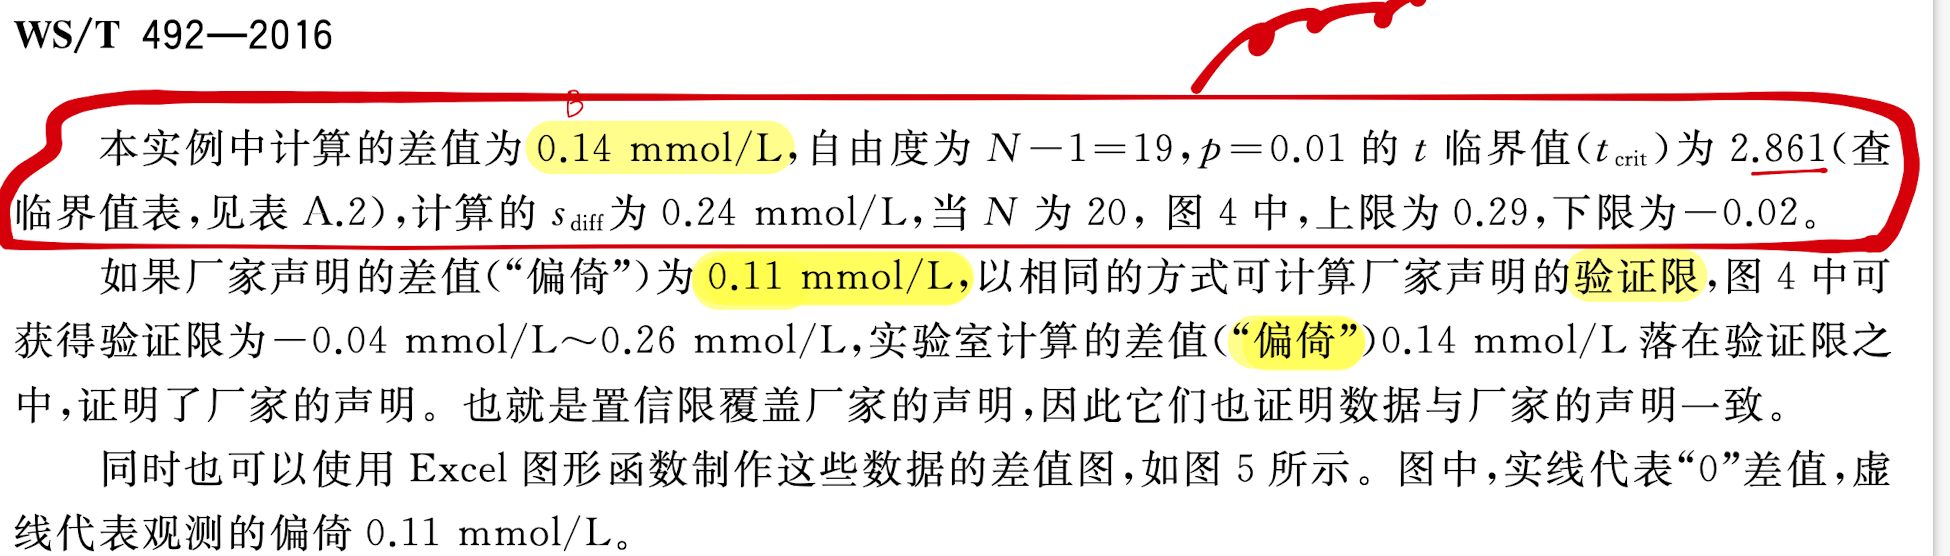 WS/T 492—2016
B
本实例中计算的差值为 0.14 mmol/L,自由度为 N－1＝19,p＝0.01 的 t 临界值(tcrit)为 2.861(查
临界值表,见表 A.2),计算的 sdiff为 0.24 mmol/L,当 N 为 20, 图 4 中,上限为 0.29,下限为－0.02。
如果厂家声明的差值(“偏倚”)为 0.11 mmol/L,以相同的方式可计算厂家声明的验证限,图 4 中可
获得验证限为－0.04 mmol/L～0.26 mmol/L,实验室计算的差值(“偏倚”)0.14 mmol/L 落在验证限之
中,证明了厂家的声明。也就是置信限覆盖厂家的声明,因此它们也证明数据与厂家的声明一致。
同时也可以使用 Excel 图形函数制作这些数据的差值图,如图 5 所示。图中,实线代表“0”差值,虚
线代表观测的偏倚 0.11 mmol/L。